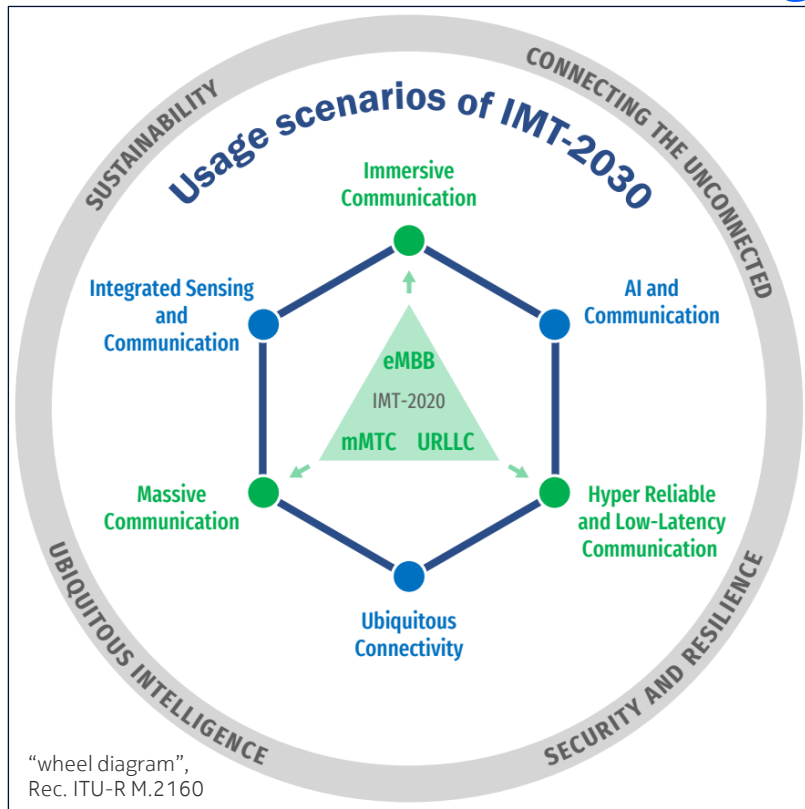 SUSTAINABILITY
CONNECTING THE UNCONNECTED
Usage scenarios of IMT-2030
Immersive
Communication
Integrated Sensing
and
Communication
AI and
Communication
eMBB
IMT-2020
mMTC URLLC
Massive
Communication
Hyper Reliable
and Low-Latency
Communication
Ubiquitous
Connectivity
UBIQUITOUS INTELLIGENCE
SECURITY AND RESILIENCE
“wheel diagram”,
Rec. ITU-R M.2160